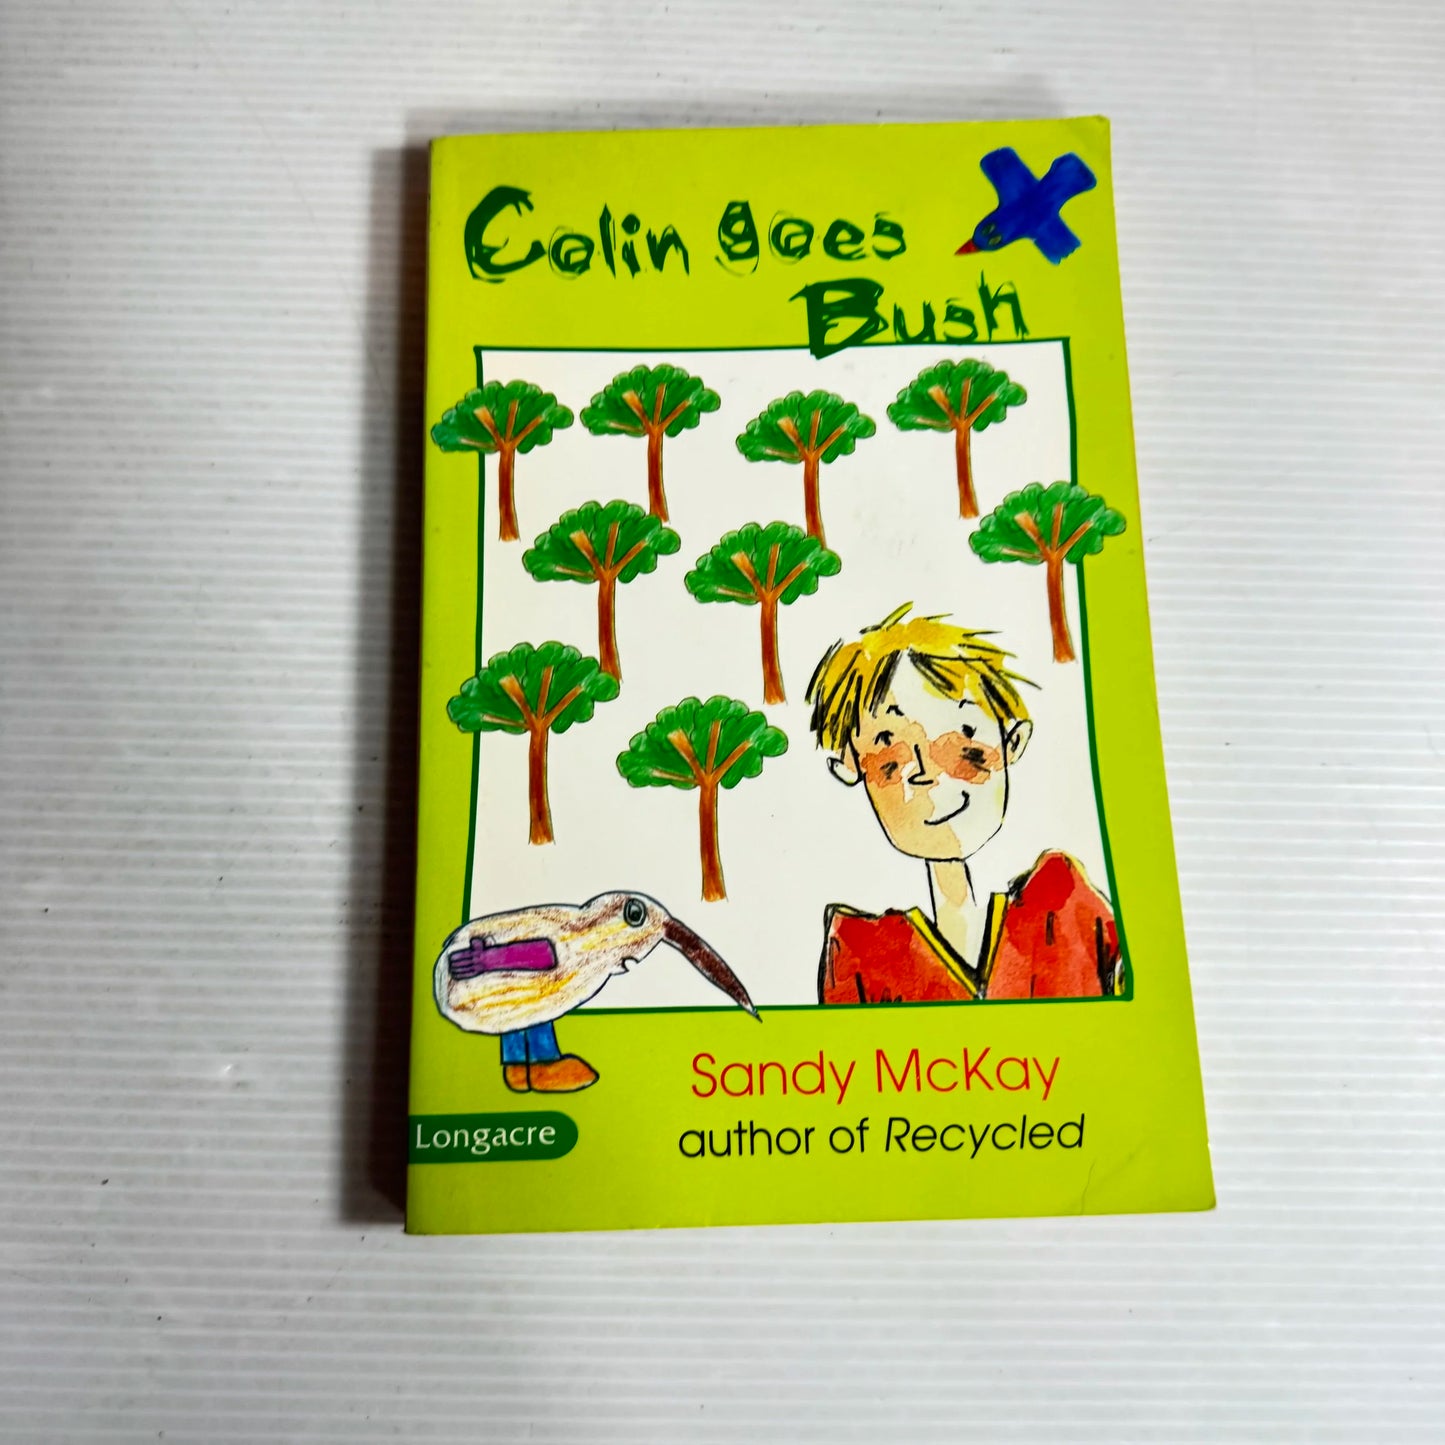 Colin goes
Bush
Sandy McKay
author of Recycled
Longacre